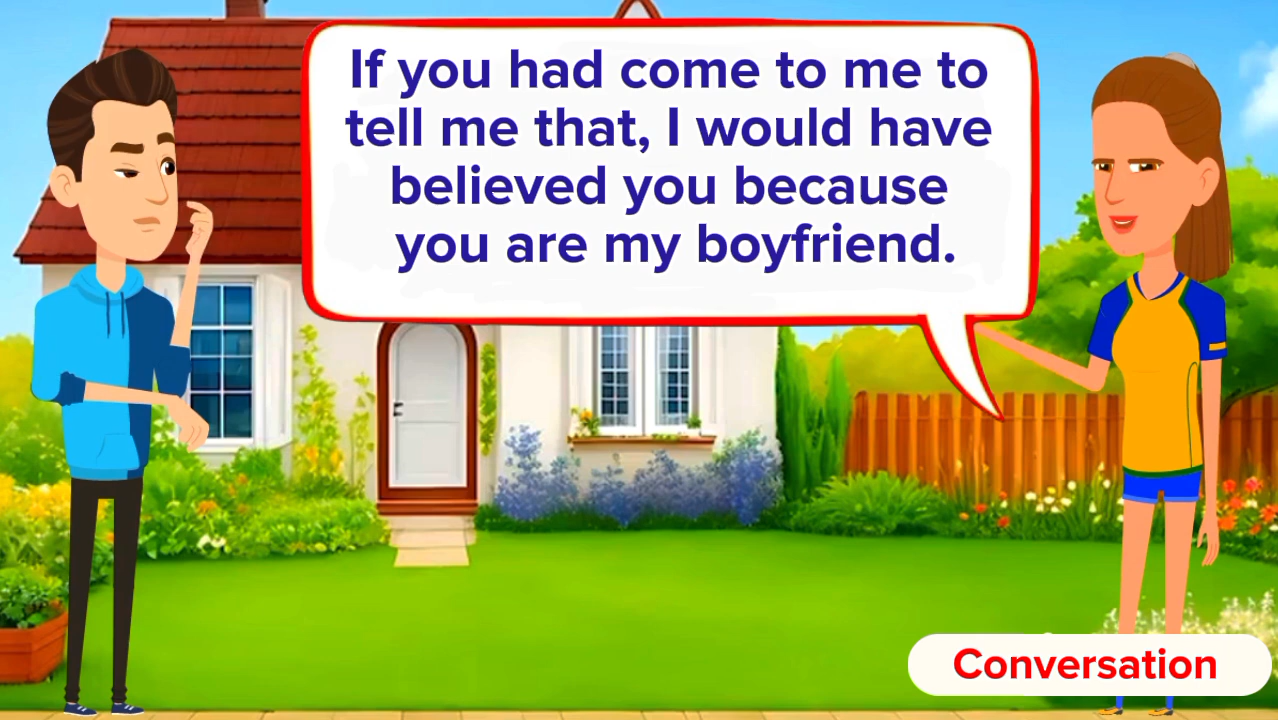 If you had come to me to
tell me that, I would have
believed you because
you are my boyfriend.
Conversation